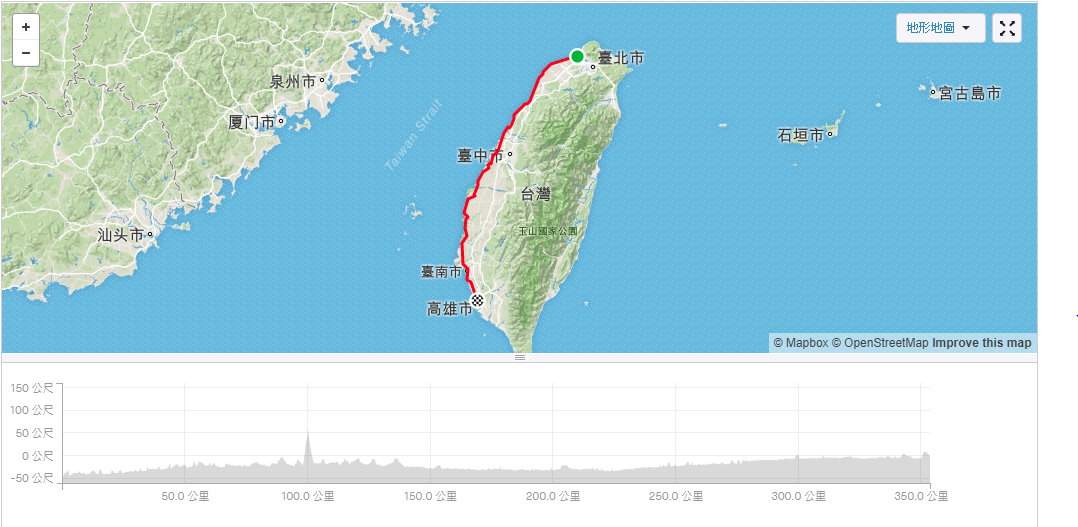 +
−
地形地圖
臺北市
泉州市
宮古島市
厦门市
石垣市
Taiwan Strait
臺中市
台灣
汕头市
玉山國家公園
臺南市
高雄市
© Mapbox © OpenStreetMap Improve this map
150 公尺
100 公尺
50 公尺
0 公尺
-50 公尺
50.0 公里 100.0 公里 150.0 公里 200.0 公里 250.0 公里 300.0 公里 350.0 公里